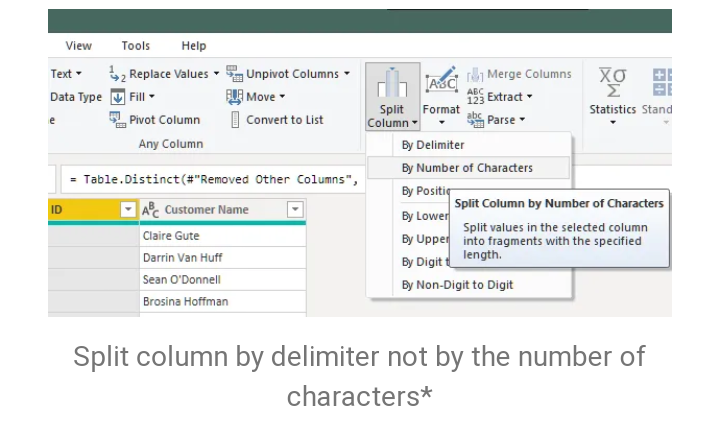 View Tools Help
Text Replace Values Unpivot Columns Merge Columns
Data Type Fill Move Split Column Format Extract Statistics
Pivot Column Convert to List Parse
Any Column
= Table.Distinct(#"Removed Other Columns",
By Delimiter
By Number of Characters
By Lower
By Upper
By Digit t
By Non-Digit to Digit
Split Column by Number of Characters
Split values in the selected column
into fragments with the specified
length.
ID Customer Name
Claire Gute
Darrin Van Huff
Sean O'Donnell
Brosina Hoffman
Split column by delimiter not by the number of
characters*